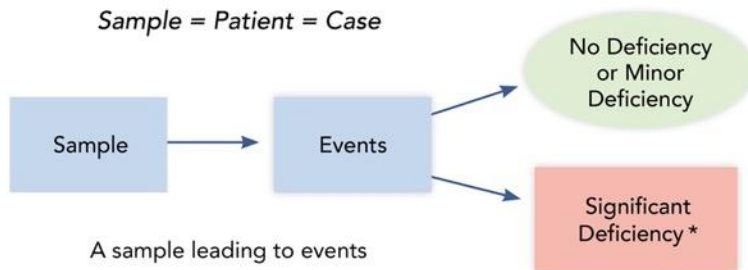 Sample = Patient = Case
No Deficiency
or Minor
Deficiency
Sample
Events
Significant
Deficiency *
A sample leading to events